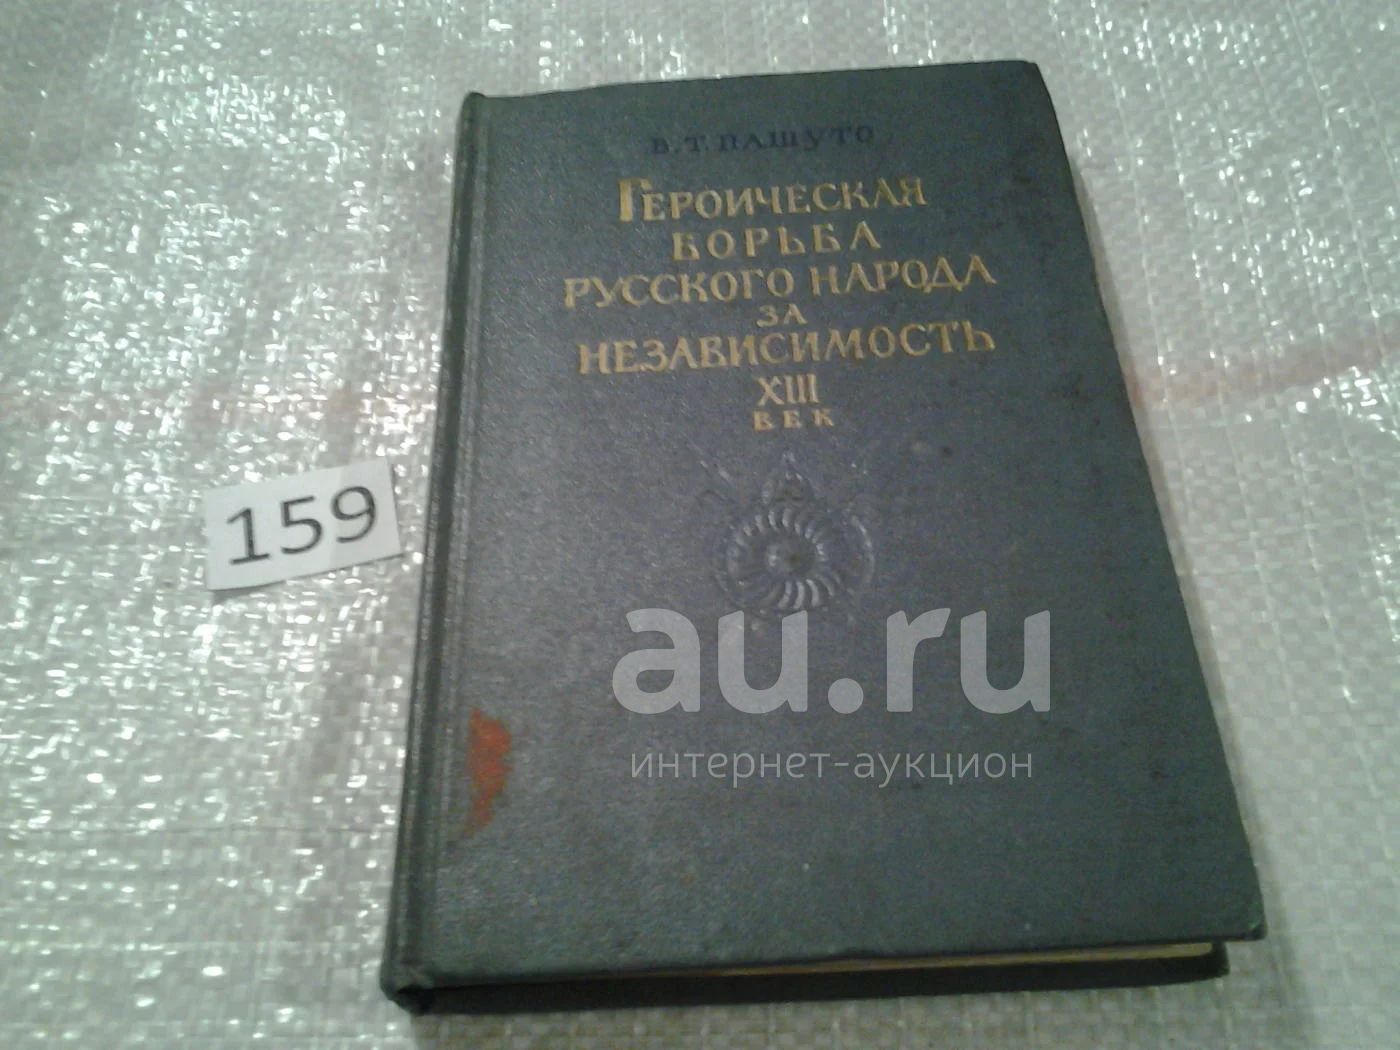 В. Т. ПАШУТО
ГЕРОИЧЕСКАЯ
БОРЬБА
РУССКОГО НАРОДА
ЗА
НЕЗАВИСИМОСТЬ
XIII
ВЕК
159
au.ru
интернет-аукцион